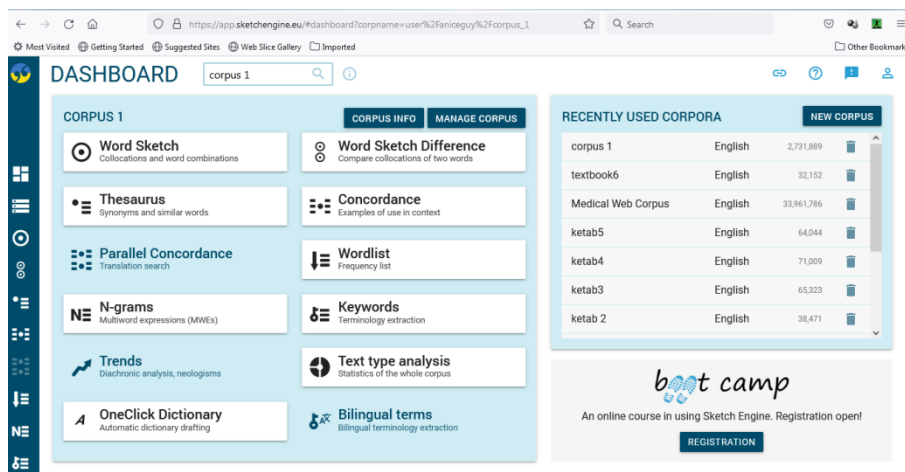 https://app.sketchengine.eu/#dashboard?corpname=user%2Faniceguy%2Fcorpus_1
Search
Most Visited Getting Started Suggested Sites Web Slice Gallery Imported Other Bookmark
DASHBOARD corpus 1
CORPUS 1 CORPUS INFO MANAGE CORPUS
Word Sketch
Collocations and word combinations
Word Sketch Difference
Compare collocations of two words
Thesaurus
Synonyms and similar words
Concordance
Examples of use in context
Parallel Concordance
Translation search
Wordlist
Frequency list
N-grams
Multiword expressions (MWEs)
Keywords
Terminology extraction
Trends
Diachronic analysis, neologisms
Text type analysis
Statistics of the whole corpus
OneClick Dictionary
Automatic dictionary drafting
Bilingual terms
Bilingual terminology extraction
RECENTLY USED CORPORA NEW CORPUS
corpus 1 English 2,731,889
textbook6 English 32,152
Medical Web Corpus English 33,961,786
ketab5 English 64,044
ketab4 English 71,009
ketab3 English 65,323
ketab 2 English 38,471
boot camp
An online course in using Sketch Engine. Registration open!
REGISTRATION